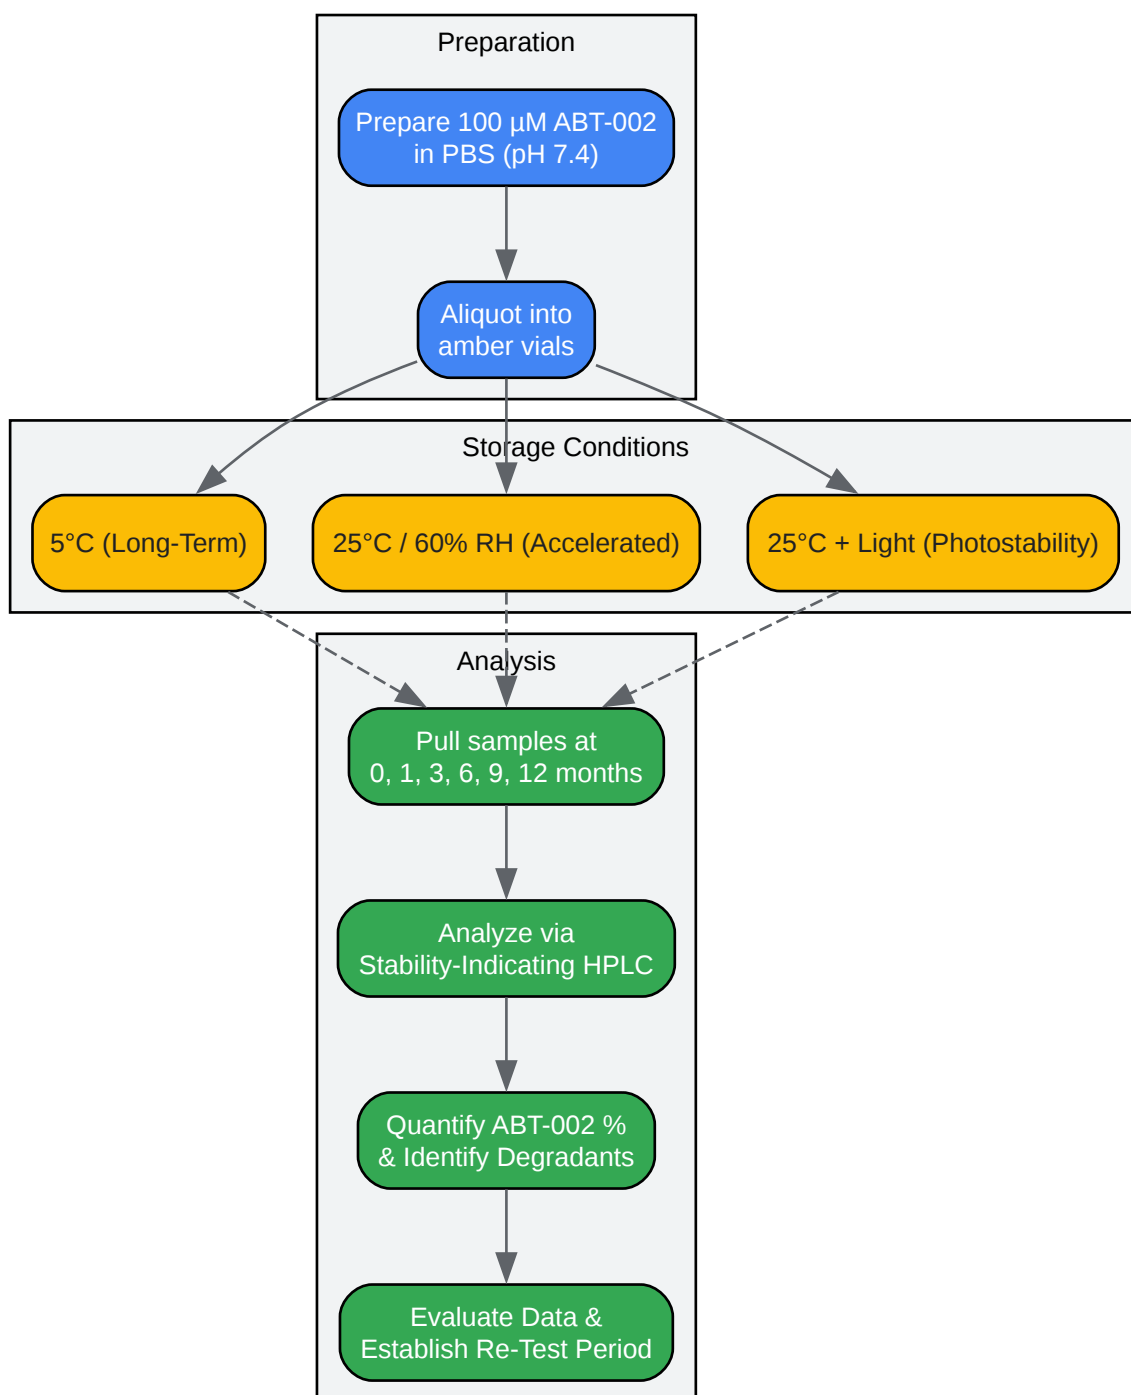 Preparation
Prepare 100 µM ABT-002
in PBS (pH 7.4)
Aliquot into
amber vials
Storage Conditions
5°C (Long-Term)
25°C / 60% RH (Accelerated)
25°C + Light (Photostability)
Analysis
Pull samples at
0, 1, 3, 6, 9, 12 months
Analyze via
Stability-Indicating HPLC
Quantify ABT-002 %
& Identify Degradants
Evaluate Data &
Establish Re-Test Period